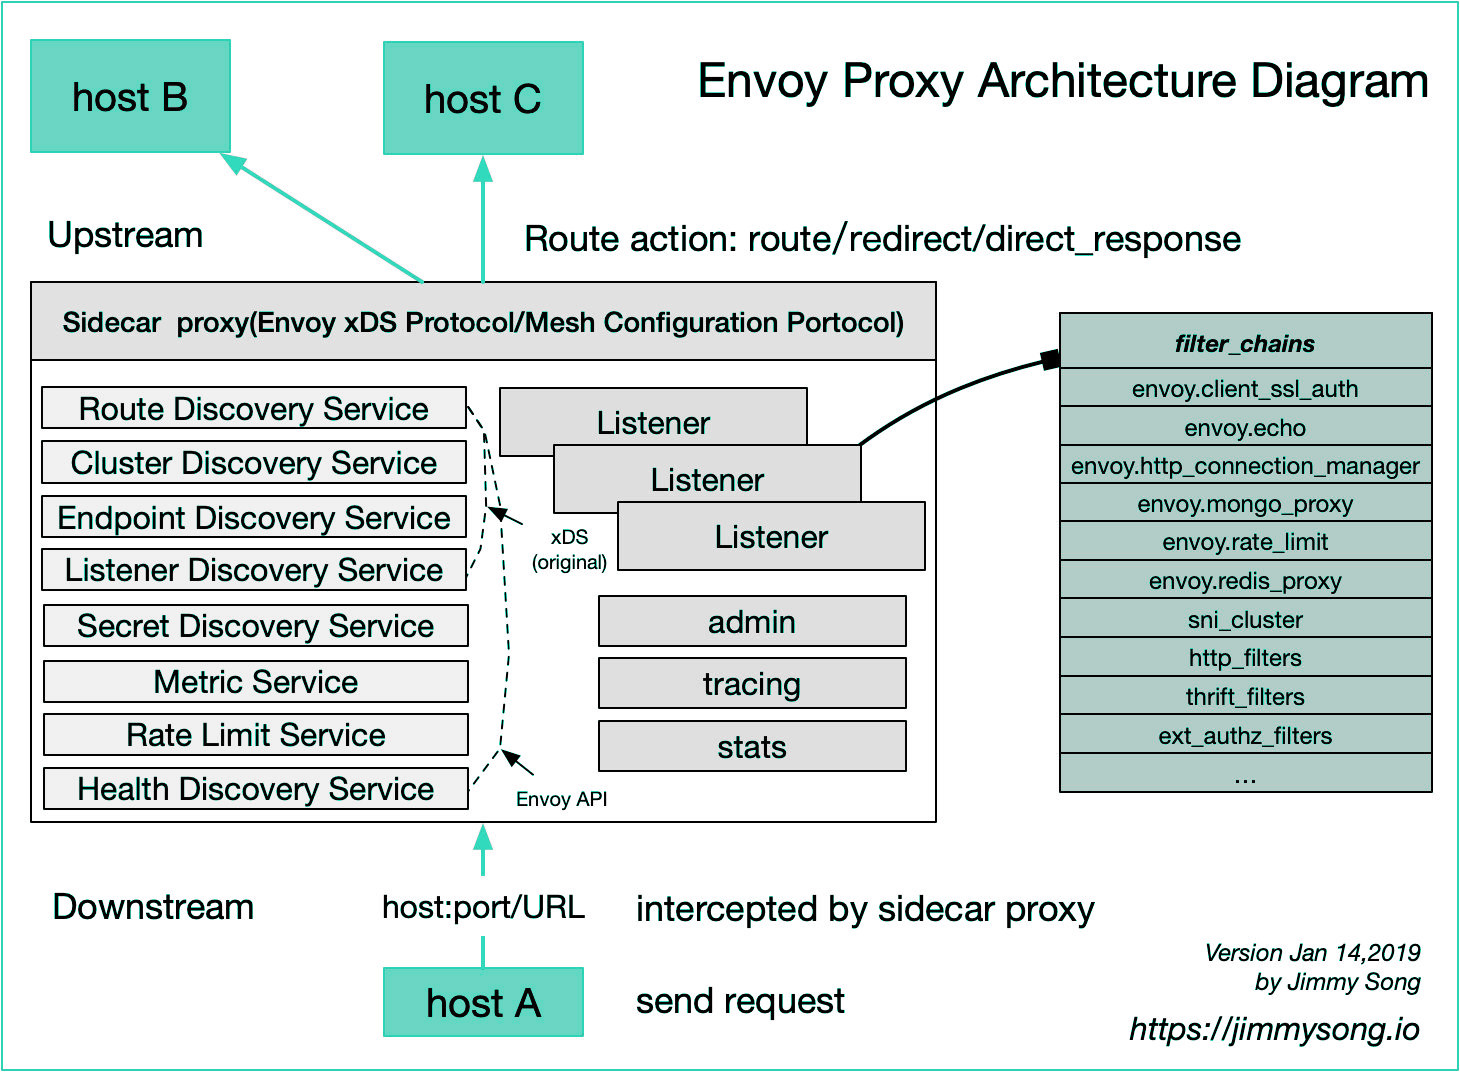 host B
host C
Envoy Proxy Architecture Diagram
Upstream
Route action: route/redirect/direct_response
Sidecar proxy(Envoy xDS Protocol/Mesh Configuration Portocol)
Route Discovery Service
Cluster Discovery Service
Endpoint Discovery Service
Listener Discovery Service
Secret Discovery Service
Metric Service
Rate Limit Service
Health Discovery Service
xDS
(original)
Envoy API
Listener
Listener
Listener
admin
tracing
stats
filter_chains
envoy.client_ssl_auth
envoy.echo
envoy.http_connection_manager
envoy.mongo_proxy
envoy.rate_limit
envoy.redis_proxy
sni_cluster
http_filters
thrift_filters
ext_authz_filters
...
Downstream
host:port/URL
intercepted by sidecar proxy
host A
send request
Version Jan 14,2019
by Jimmy Song
https://jimmysong.io